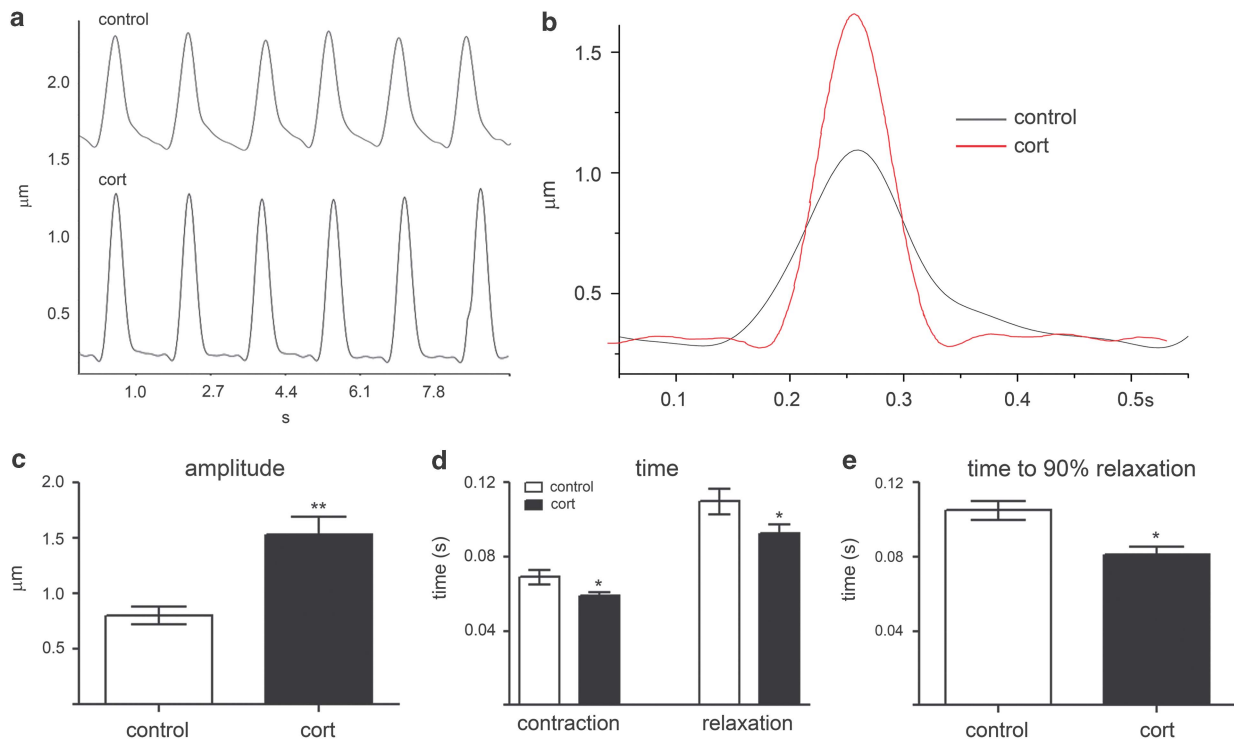 a
control
2.0
1.5
cort
μm
1.0
0.5
1.0 2.7 4.4 6.1 7.8
s
b
1.5
control
cort
1.0
μm
0.5
0.1 0.2 0.3 0.4 0.5s
c
amplitude
2.0
**
1.5
μm
1.0
0.5
control cort
d
time
0.12
control
cort
*
time (s)
0.08
*
0.04
contraction relaxation
e
time to 90% relaxation
0.12
*
time (s)
0.08
0.04
control cort